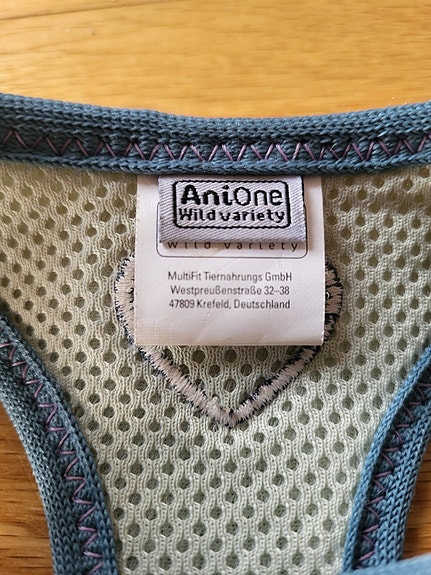 AniOne
Wild variety
Wild variety
MultiFit Tiernahrungs GmbH
Westpreußenstraße 32–38
47809 Krefeld, Deutschland